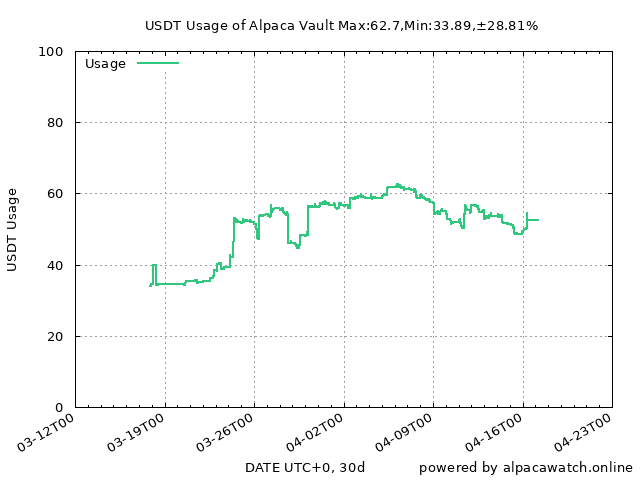 USDT Usage of Alpaca Vault Max:62.7,Min:33.89,±28.81%
100
Usage
80
60
USDT Usage
40
20
0
03-12T00
03-19T00
03-26T00
04-02T00
04-09T00
04-16T00
04-23T00
DATE UTC+0, 30d
powered by alpacawatch.online